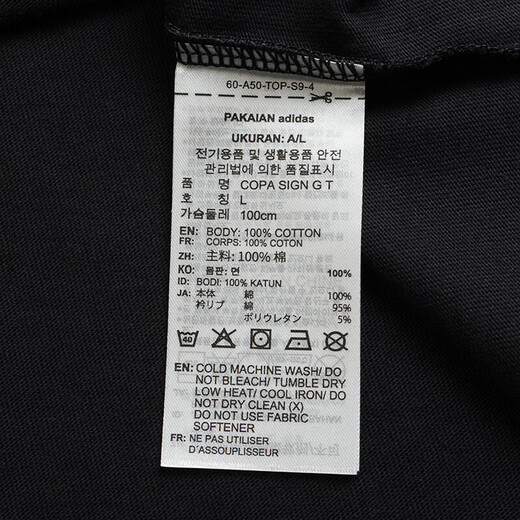 60-A50-TOP-S9-4
PAKAIAN adidas
UKURAN: A/L
전기용품 및 생활용품 안전
관리법에 의한 품질표시
품 명 COPA SIGN G T
호 칭 L
가슴둘레 100cm
EN: BODY: 100% COTTON
FR: CORPS: 100% COTON
ZH: 主料: 100% 棉
KO: 몸판: 면 100%
ID: BODI: 100% KATUN
JA: 本体 綿 100%
衿リブ 綿 95%
ポリウレタン 5%
40
EN: COLD MACHINE WASH/ DO
NOT BLEACH/ TUMBLE DRY
LOW HEAT/ COOL IRON/ DO
NOT DRY CLEAN (X)
DO NOT USE FABRIC
SOFTENER
FR: NE PAS UTILISER
D´ASSOUPLISSEUR